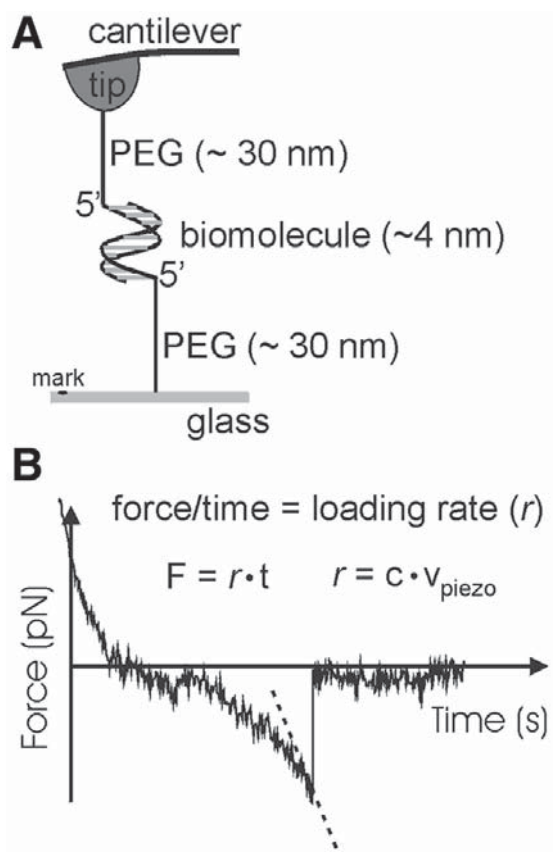 A
cantilever
tip
PEG (~ 30 nm)
5'
biomolecule (~4 nm)
5'
PEG (~ 30 nm)
mark
glass
B
force/time = loading rate (r)
F = r•t r = c•v_piezo
Force (pN)
Time (s)